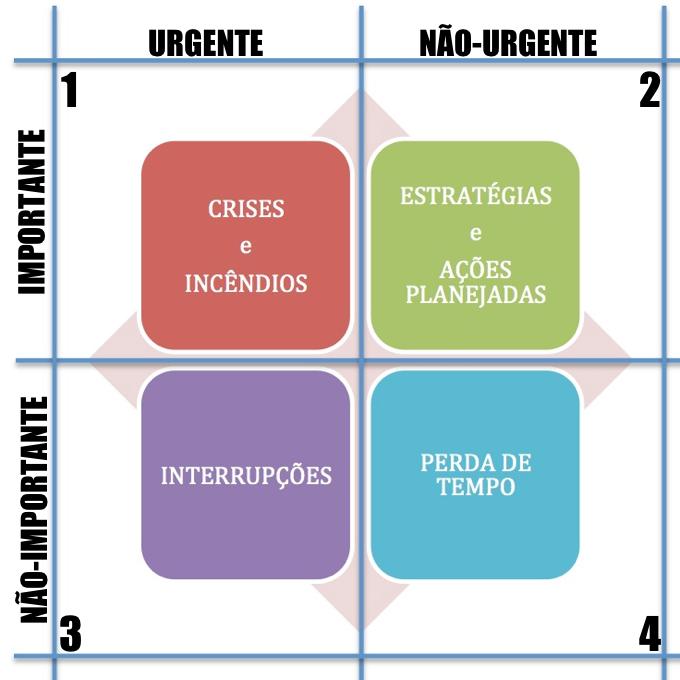 URGENTE
NÃO-URGENTE
1
2
IMPORTANTE
CRISES
e
INCÊNDIOS
ESTRATÉGIAS
e
AÇÕES
PLANEJADAS
NÃO-IMPORTANTE
INTERRUPÇÕES
PERDA DE
TEMPO
3
4